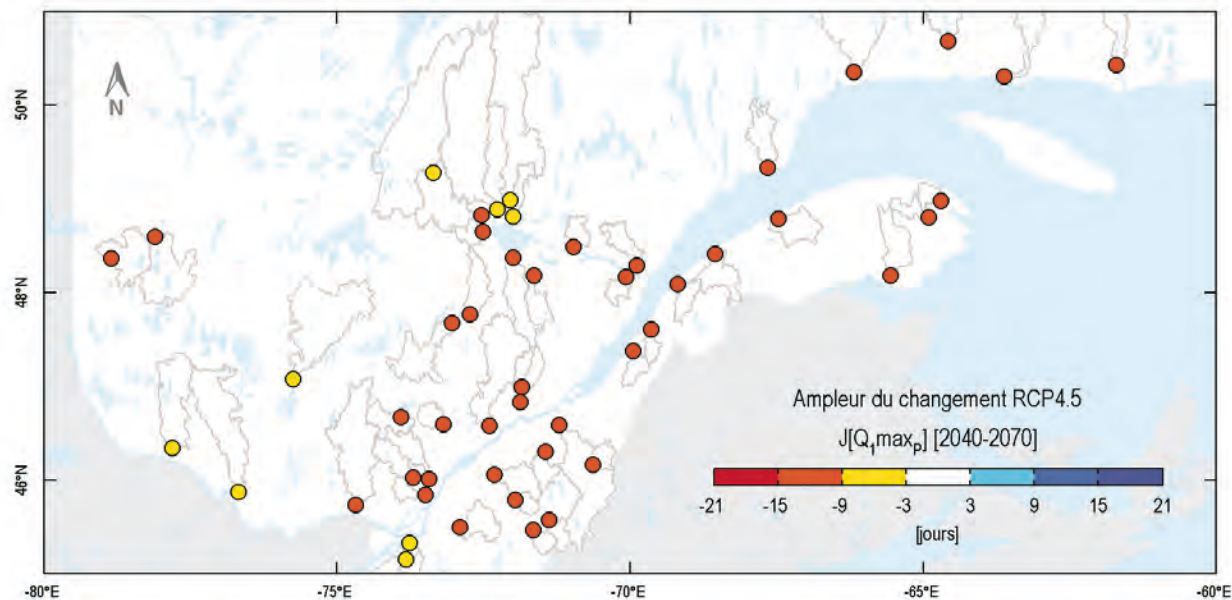 N
50°N
48°N
46°N
Ampleur du changement RCP4.5
J[Q₁max_P] [2040-2070]
-21 -15 -9 -3 3 9 15 21
[jours]
-80°E -75°E -70°E -65°E -60°E